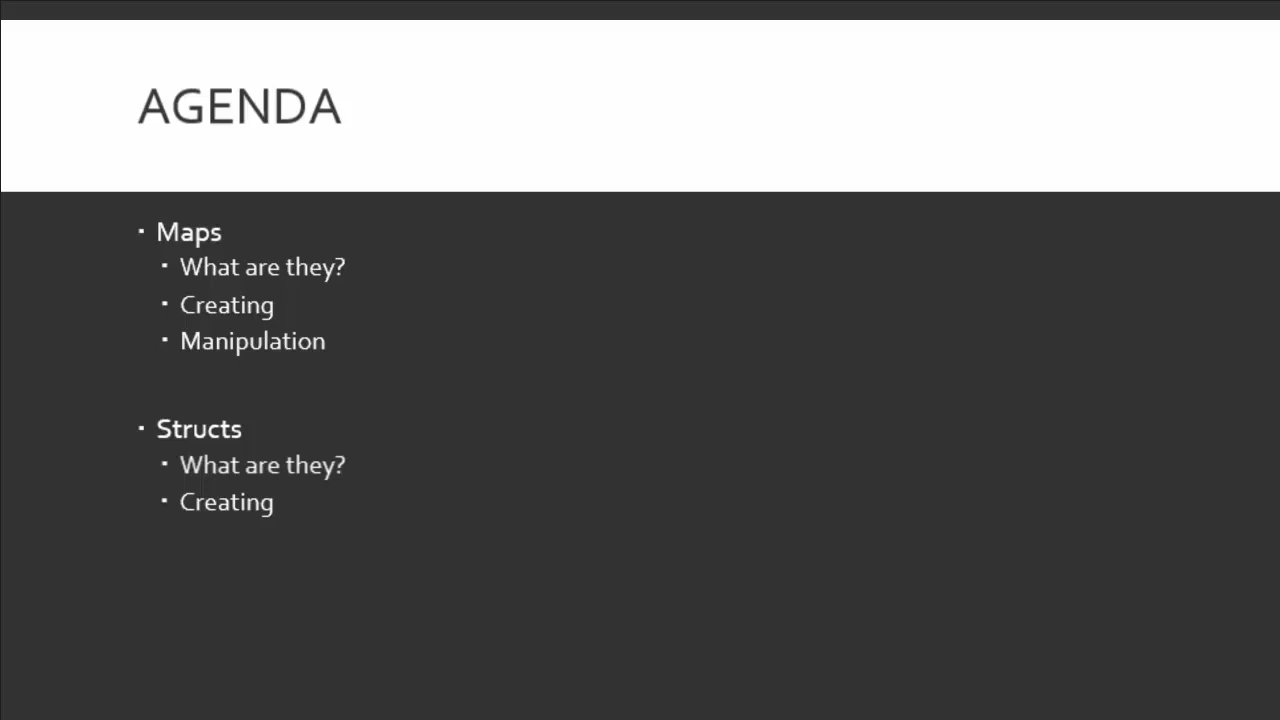 AGENDA
▪ Maps
▪ What are they?
▪ Creating
▪ Manipulation
▪ Structs
▪ What are they?
▪ Creating